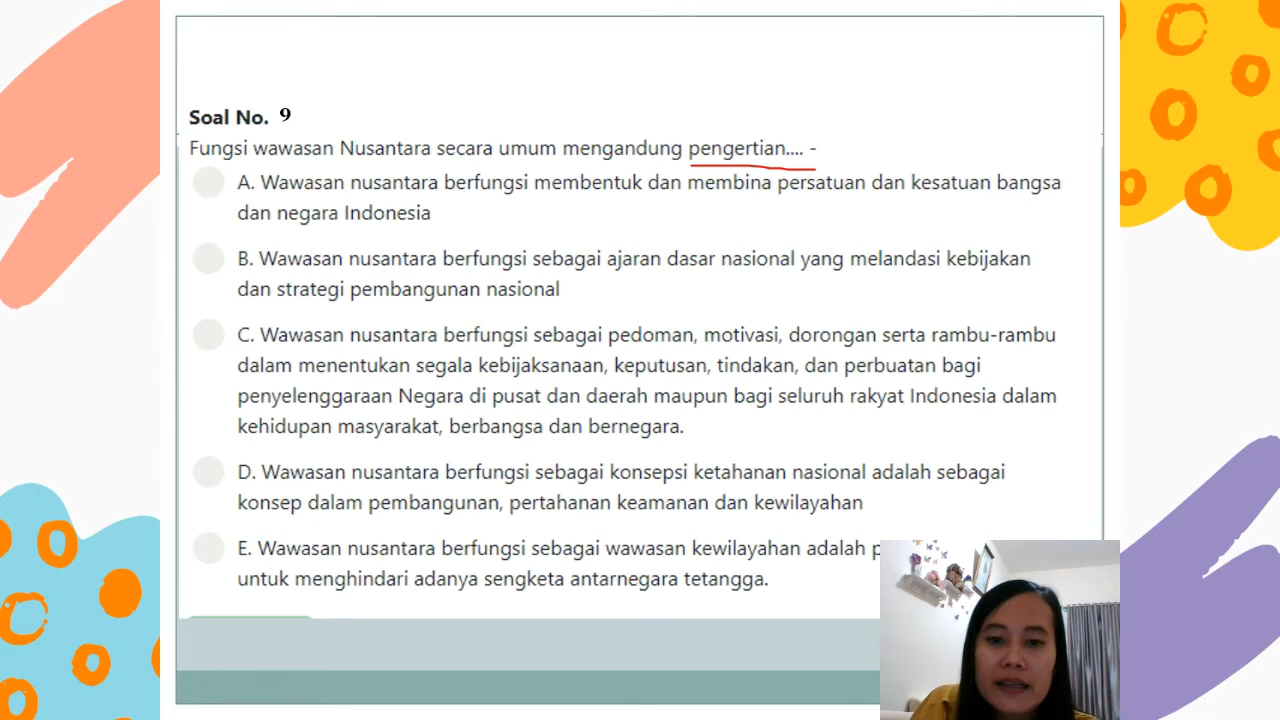 Soal No. 9
Fungsi wawasan Nusantara secara umum mengandung pengertian.... -
A. Wawasan nusantara berfungsi membentuk dan membina persatuan dan kesatuan bangsa
dan negara Indonesia
B. Wawasan nusantara berfungsi sebagai ajaran dasar nasional yang melandasi kebijakan
dan strategi pembangunan nasional
C. Wawasan nusantara berfungsi sebagai pedoman, motivasi, dorongan serta rambu-rambu
dalam menentukan segala kebijaksanaan, keputusan, tindakan, dan perbuatan bagi
penyelenggaraan Negara di pusat dan daerah maupun bagi seluruh rakyat Indonesia dalam
kehidupan masyarakat, berbangsa dan bernegara.
D. Wawasan nusantara berfungsi sebagai konsepsi ketahanan nasional adalah sebagai
konsep dalam pembangunan, pertahanan keamanan dan kewilayahan
E. Wawasan nusantara berfungsi sebagai wawasan kewilayahan adalah
untuk menghindari adanya sengketa antarnegara tetangga.